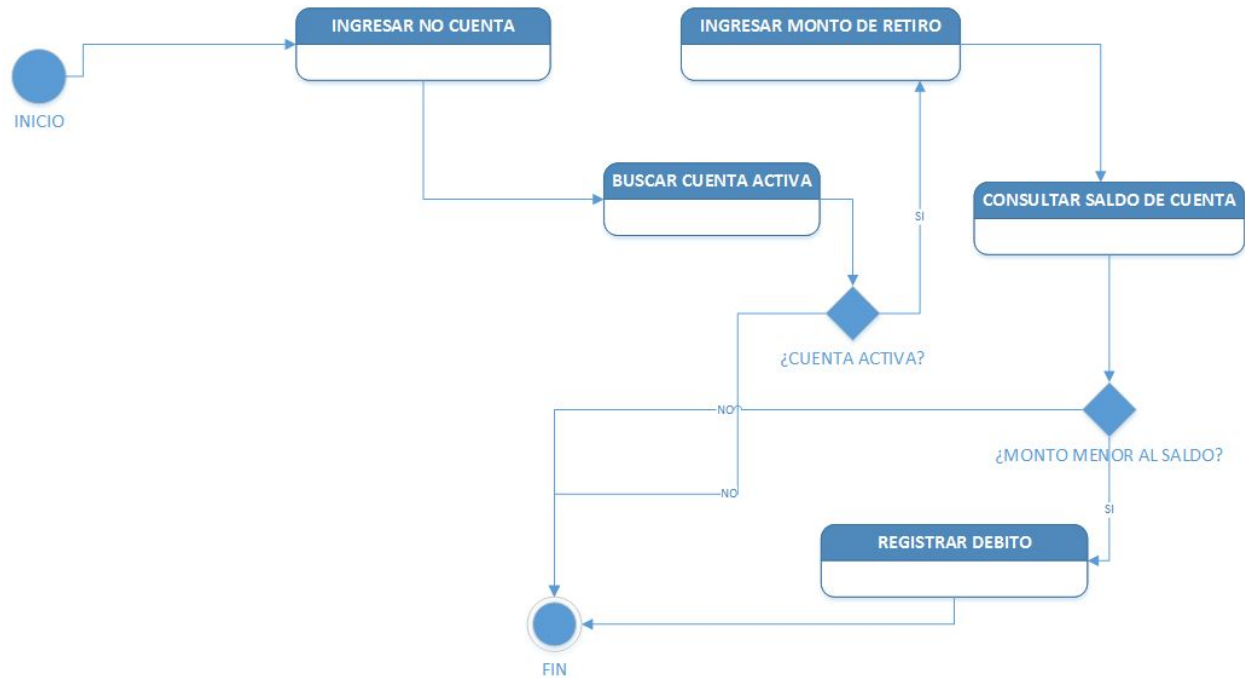 INGRESAR NO CUENTA
INGRESAR MONTO DE RETIRO
INICIO
BUSCAR CUENTA ACTIVA
CONSULTAR SALDO DE CUENTA
SI
¿CUENTA ACTIVA?
NO
¿MONTO MENOR AL SALDO?
NO
SI
REGISTRAR DEBITO
FIN